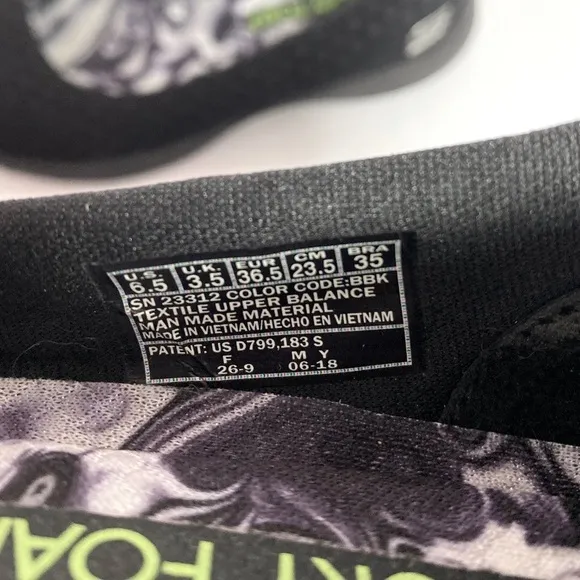 U.S. U.K. EUR CM BRA
6.5 3.5 36.5 23.5 35
SN 23312 COLOR CODE:BBK
TEXTILE UPPER BALANCE
MAN MADE MATERIAL
MADE IN VIETNAM/HECHO EN VIETNAM
PATENT: US D799,183 S
F M Y
26-9 06-18
FOA